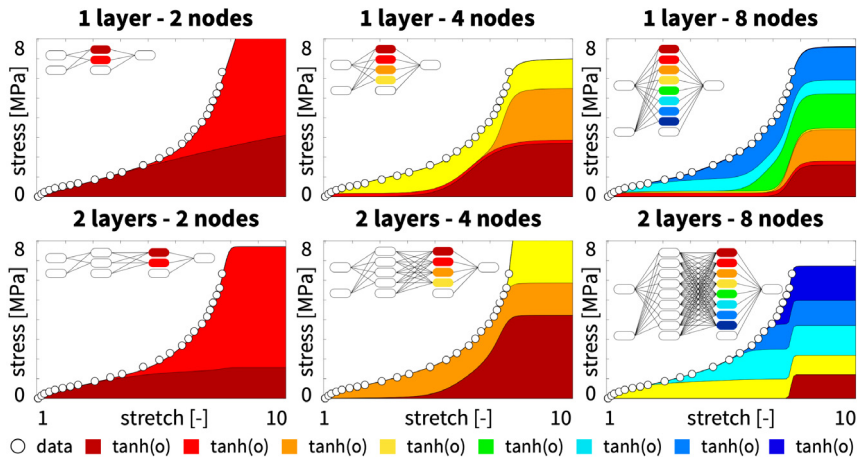 1 layer - 2 nodes
1 layer - 4 nodes
1 layer - 8 nodes
8
stress [MPa]
0
8
stress [MPa]
0
8
stress [MPa]
0
2 layers - 2 nodes
2 layers - 4 nodes
2 layers - 8 nodes
8
stress [MPa]
0
8
stress [MPa]
0
8
stress [MPa]
0
1 stretch [-] 10
1 stretch [-] 10
1 stretch [-] 10
data tanh(o) tanh(o) tanh(o) tanh(o) tanh(o) tanh(o) tanh(o) tanh(o)